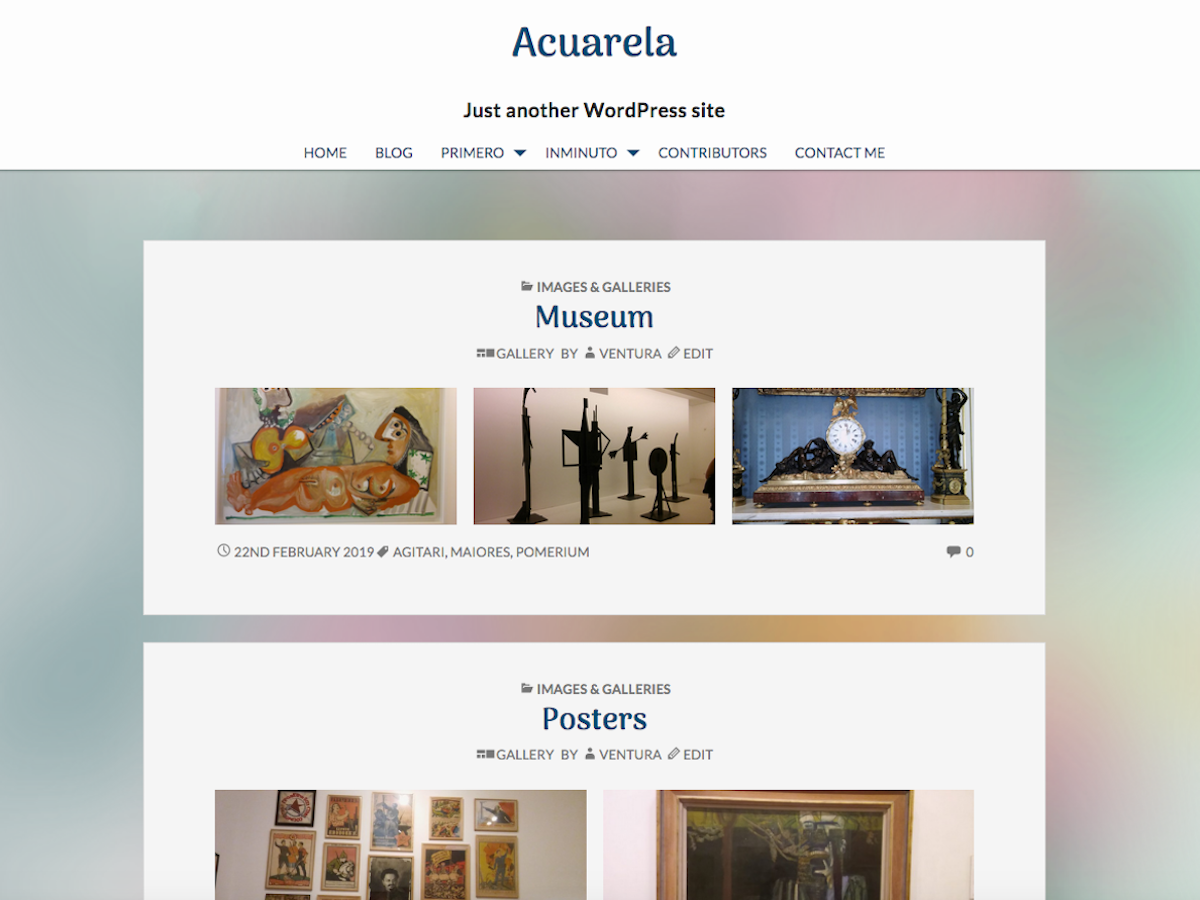 Acuarela
Just another WordPress site
HOME BLOG PRIMERO INMINUTO CONTRIBUTORS CONTACT ME
IMAGES & GALLERIES
Museum
GALLERY BY VENTURA EDIT
22ND FEBRUARY 2019 AGITARI, MAIORES, POMERIUM 0
IMAGES & GALLERIES
Posters
GALLERY BY VENTURA EDIT